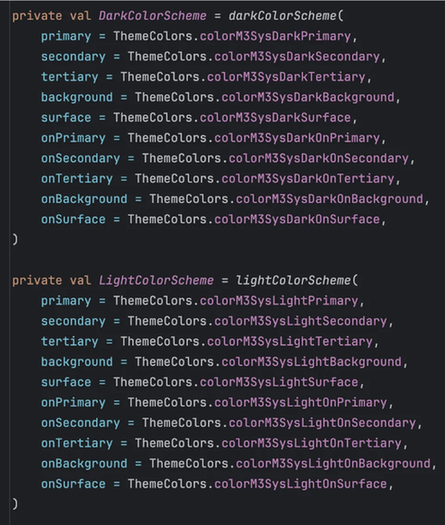 private val DarkColorScheme = darkColorScheme(
    primary = ThemeColors.colorM3SysDarkPrimary,
    secondary = ThemeColors.colorM3SysDarkSecondary,
    tertiary = ThemeColors.colorM3SysDarkTertiary,
    background = ThemeColors.colorM3SysDarkBackground,
    surface = ThemeColors.colorM3SysDarkSurface,
    onPrimary = ThemeColors.colorM3SysDarkOnPrimary,
    onSecondary = ThemeColors.colorM3SysDarkOnSecondary,
    onTertiary = ThemeColors.colorM3SysDarkOnTertiary,
    onBackground = ThemeColors.colorM3SysDarkOnBackground,
    onSurface = ThemeColors.colorM3SysDarkOnSurface,
)
private val LightColorScheme = lightColorScheme(
    primary = ThemeColors.colorM3SysLightPrimary,
    secondary = ThemeColors.colorM3SysLightSecondary,
    tertiary = ThemeColors.colorM3SysLightTertiary,
    background = ThemeColors.colorM3SysLightBackground,
    surface = ThemeColors.colorM3SysLightSurface,
    onPrimary = ThemeColors.colorM3SysLightOnPrimary,
    onSecondary = ThemeColors.colorM3SysLightOnSecondary,
    onTertiary = ThemeColors.colorM3SysLightOnTertiary,
    onBackground = ThemeColors.colorM3SysLightOnBackground,
    onSurface = ThemeColors.colorM3SysLightOnSurface,
)